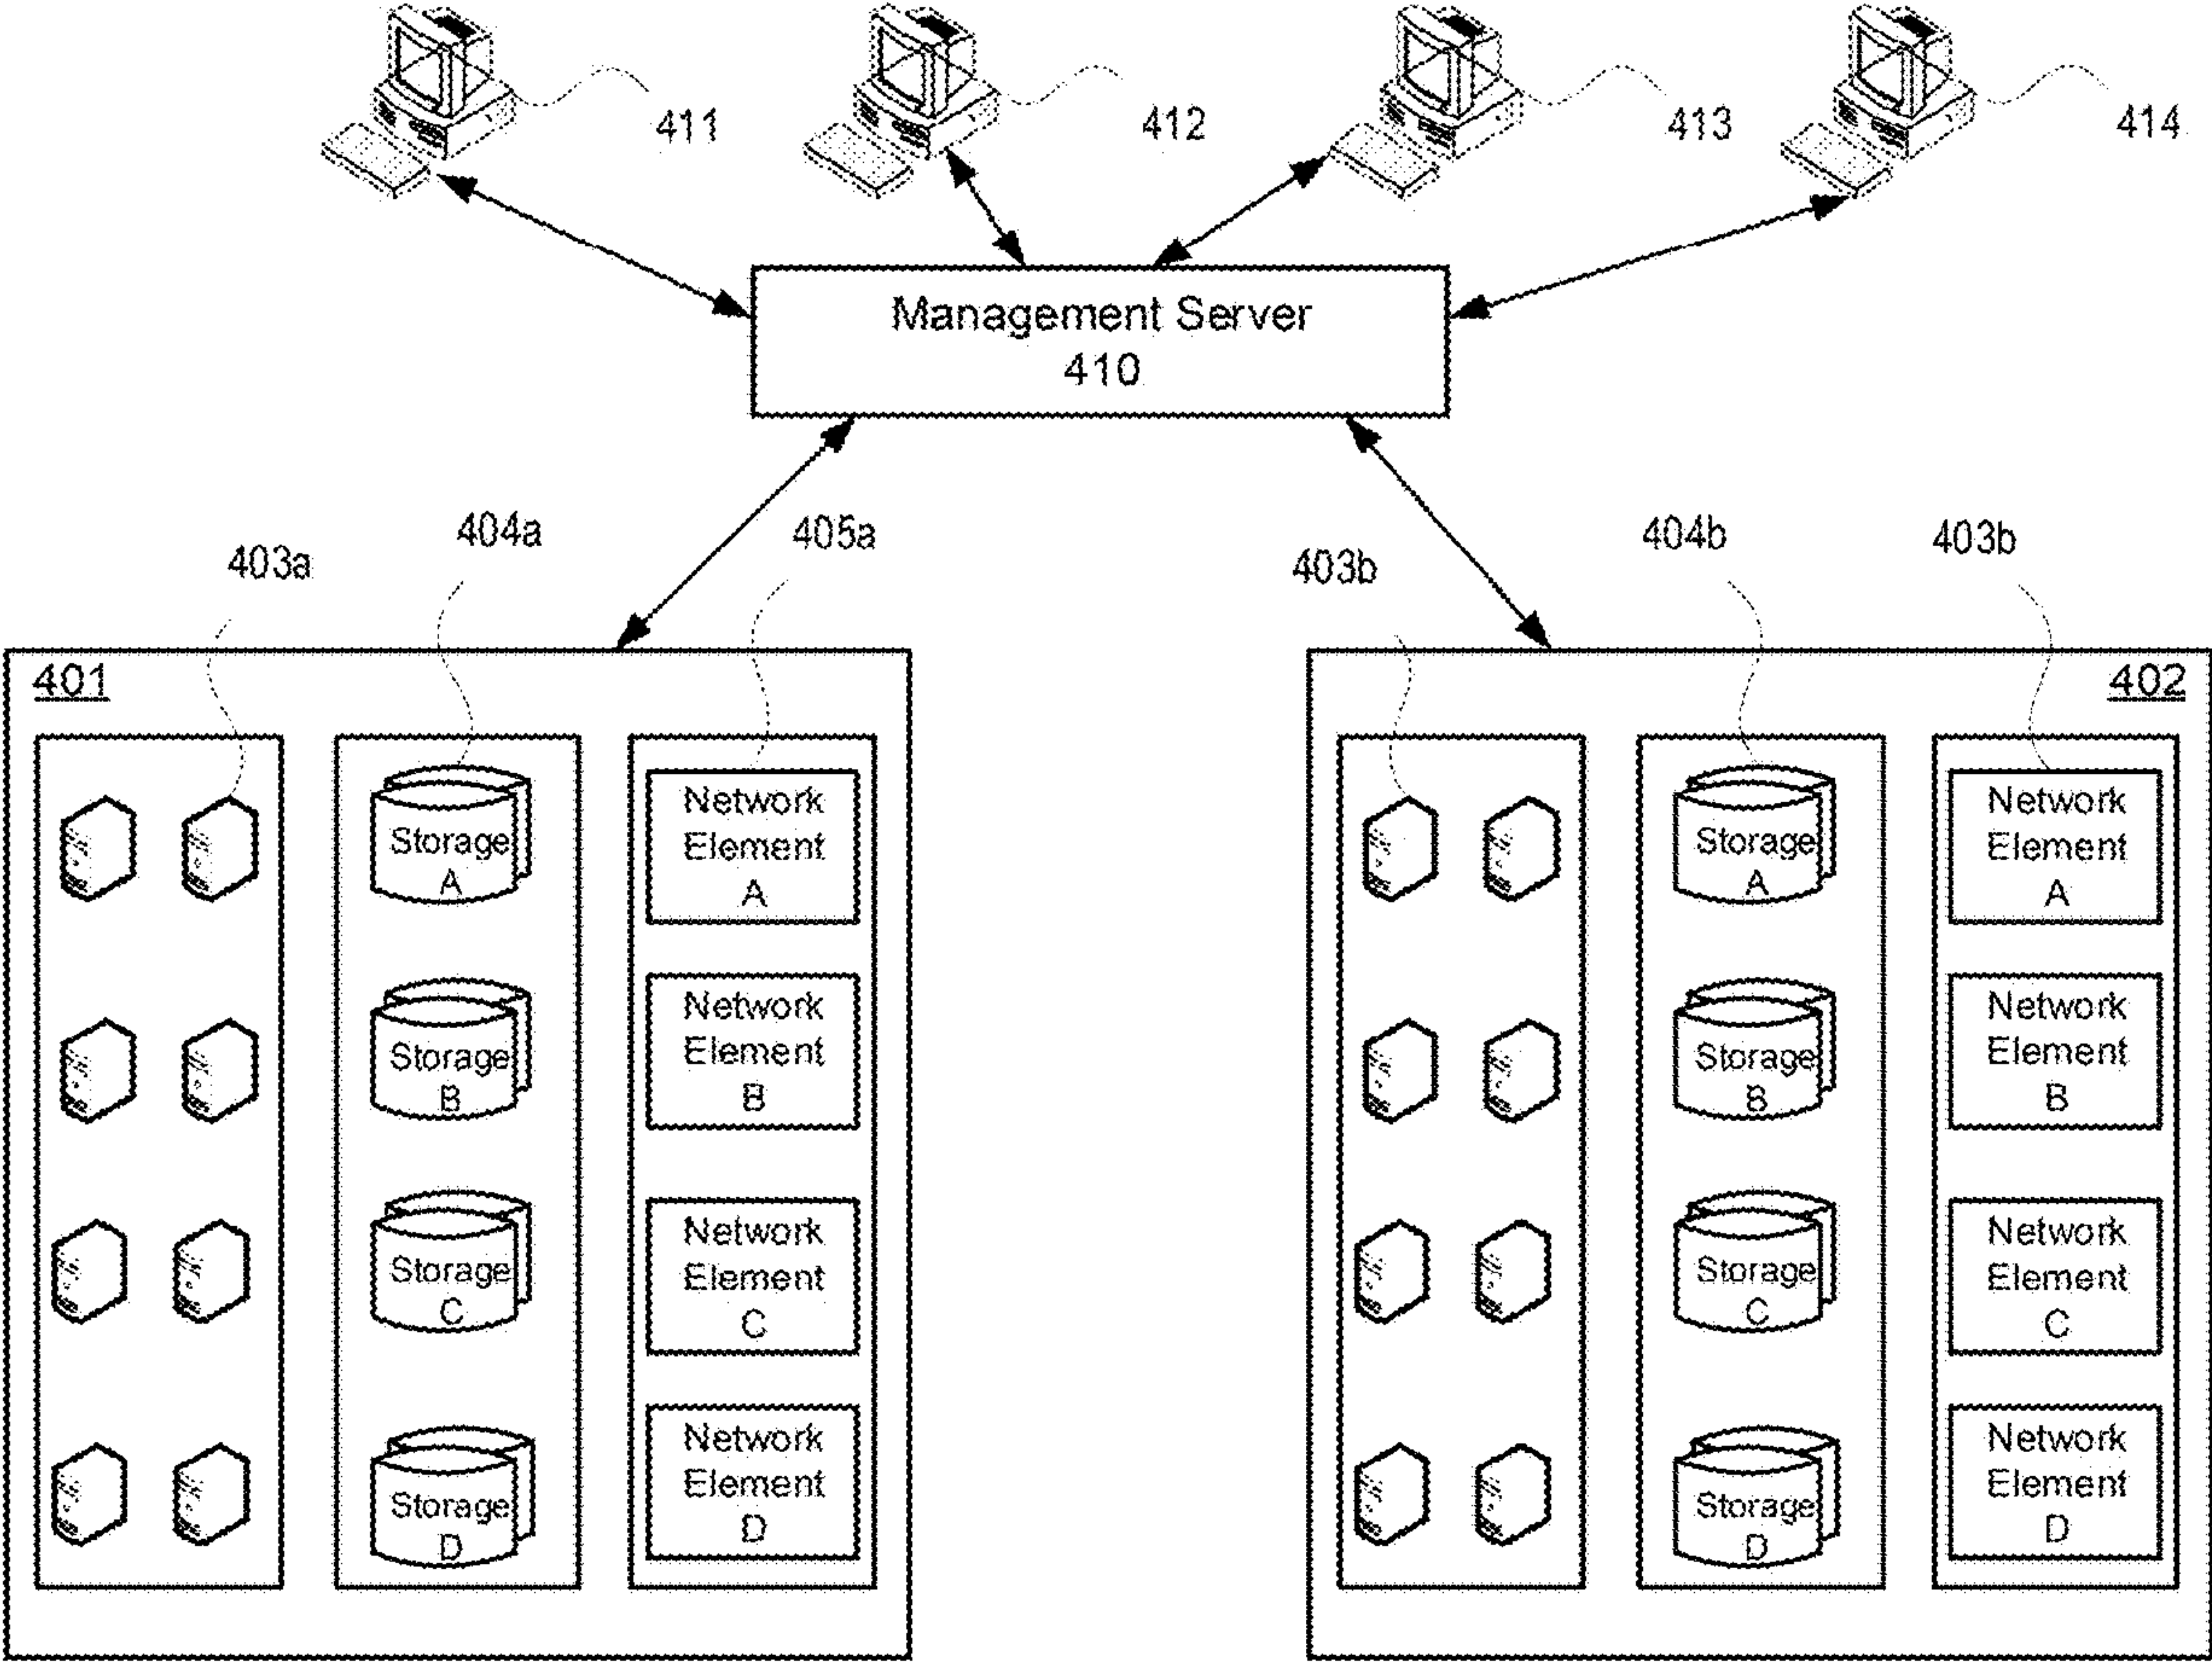 411
412
413
414
Management Server
410
403a
404a
405a
403b
404b
403b
401
Storage
A
Network
Element
A
Storage
B
Network
Element
B
Storage
C
Network
Element
C
Storage
D
Network
Element
D
402
Storage
A
Network
Element
A
Storage
B
Network
Element
B
Storage
C
Network
Element
C
Storage
D
Network
Element
D